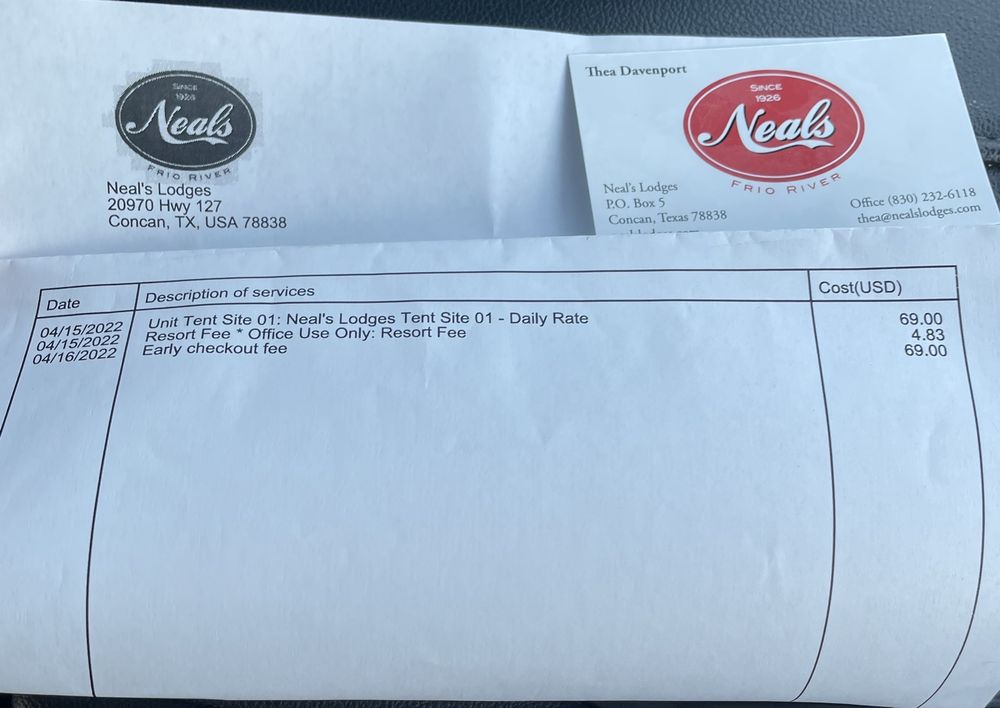 SINCE
1926
Neals
FRIO RIVER
Neal's Lodges
20970 Hwy 127
Concan, TX, USA 78838
Thea Davenport
SINCE
1926
Neals
FRIO RIVER
Neal's Lodges
P.O. Box 5
Concan, Texas 78838
Office (830) 232-6118
thea@nealslodges.com
Date Description of services Cost(USD)
04/15/2022 Unit Tent Site 01: Neal's Lodges Tent Site 01 - Daily Rate 69.00
04/15/2022 Resort Fee * Office Use Only: Resort Fee 4.83
04/16/2022 Early checkout fee 69.00